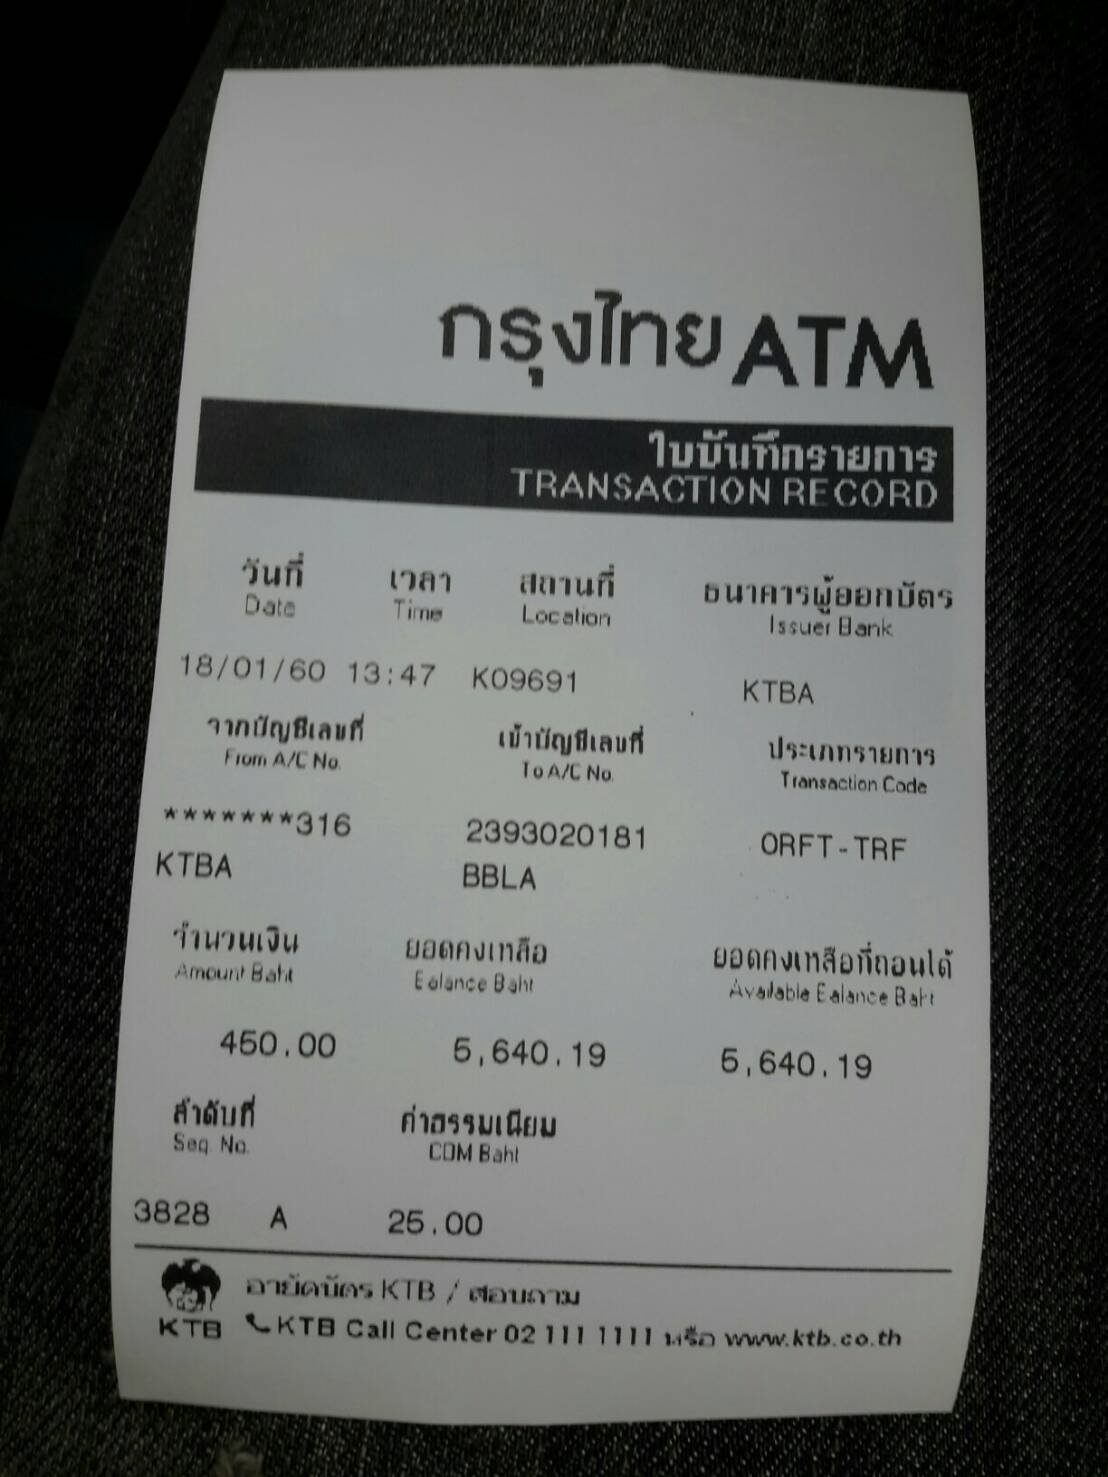 กรุงไทย ATM
ใบบันทึกรายการ
TRANSACTION RECORD
วันที่ เวลา สถานที่ ธนาคารผู้ออกบัตร
Date Time Location Issuer Bank
18/01/60 13:47 K09691 KTBA
จากบัญชีเลขที่ เข้าบัญชีเลขที่ ประเภทรายการ
From A/C No. To A/C No. Transaction Code
*******316 2393020181 ORFT-TRF
KTBA BBLA
จำนวนเงิน ยอดคงเหลือ ยอดคงเหลือที่ถอนได้
Amount Baht Balance Baht Available Balance Baht
450.00 5,640.19 5,640.19
ลำดับที่ ค่าธรรมเนียม
Seq. No. COM Baht
3828 A 25.00
อายัดบัตร KTB / สอบถาม
KTB KTB Call Center 02 111 1111 หรือ www.ktb.co.th